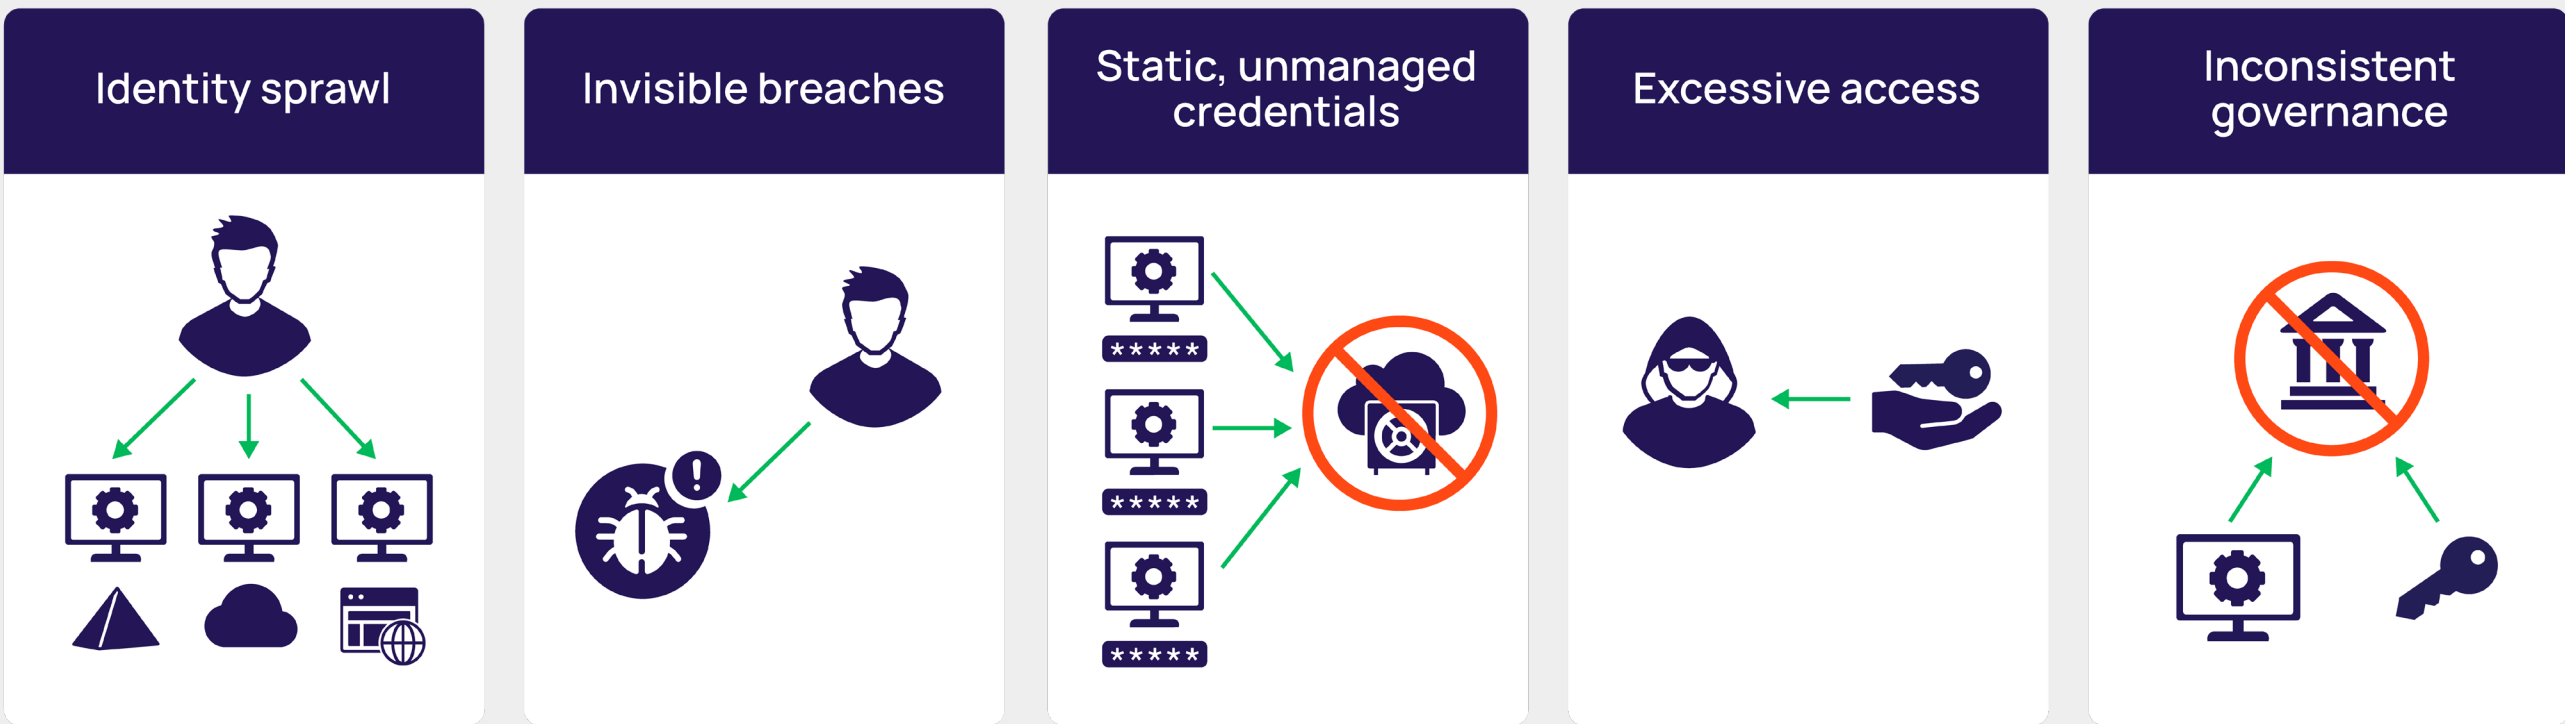 Identity sprawl
Invisible breaches
Static, unmanaged
credentials
*****
*****
*****
Excessive access
Inconsistent
governance